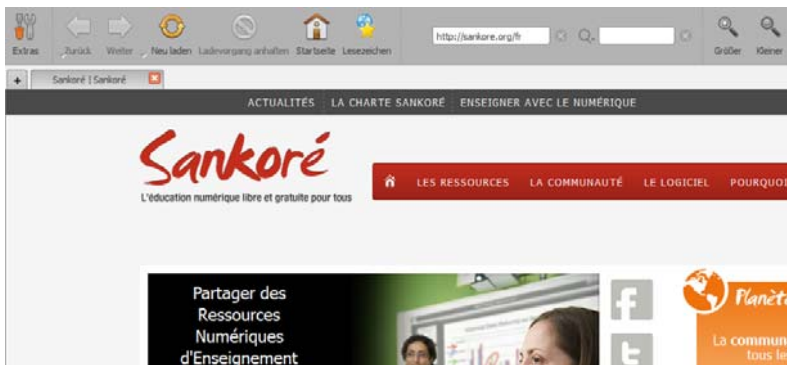 http://sankore.org/fr
Extras Zurück Weiter Neu laden Ladevorgang anhalten Startseite Lesezeichen Größer Kleiner
Sankoré | Sankoré
ACTUALITÉS LA CHARTE SANKORÉ ENSEIGNER AVEC LE NUMÉRIQUE
Sankoré
L'éducation numérique libre et gratuite pour tous
LES RESSOURCES LA COMMUNAUTÉ LE LOGICIEL POURQUOI
Partager des
Ressources
Numériques
d'Enseignement
Planèt
La commun
tous le